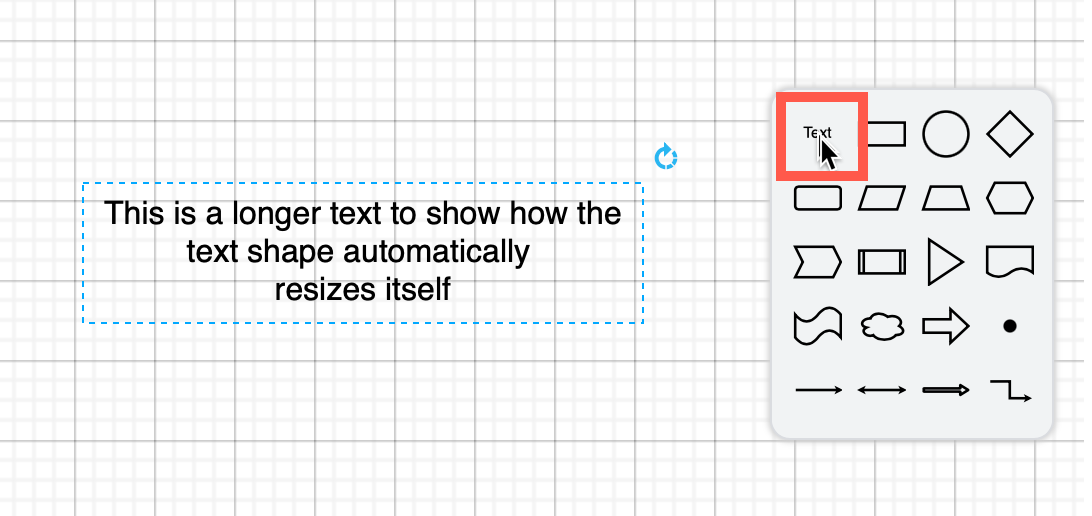 This is a longer text to show how the
text shape automatically
resizes itself
Text